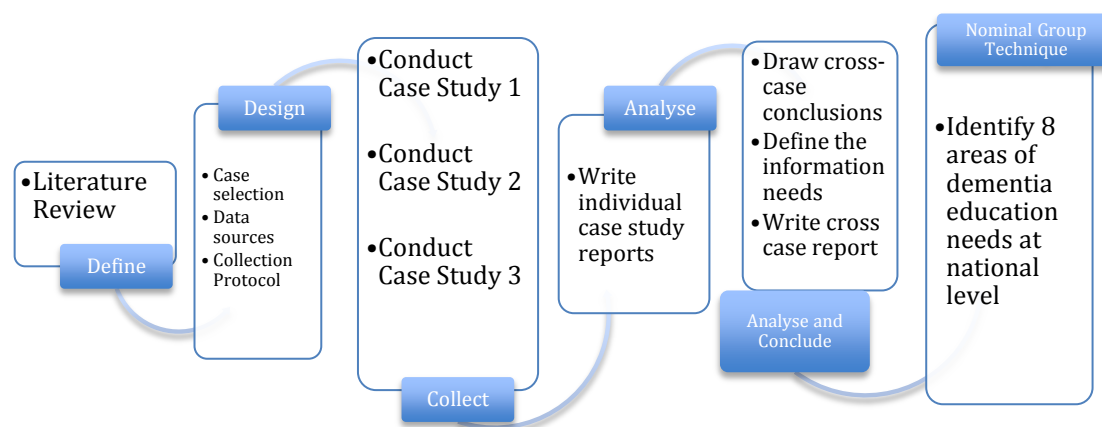 •Literature
Review
Define
Design
• Case
selection
• Data
sources
• Collection
Protocol
•Conduct
Case Study 1
•Conduct
Case Study 2
•Conduct
Case Study 3
Collect
Analyse
•Write
individual
case study
reports
•Draw cross-
case
conclusions
•Define the
information
needs
•Write cross
case report
Analyse and
Conclude
Nominal Group
Technique
•Identify 8
areas of
dementia
education
needs at
national
level